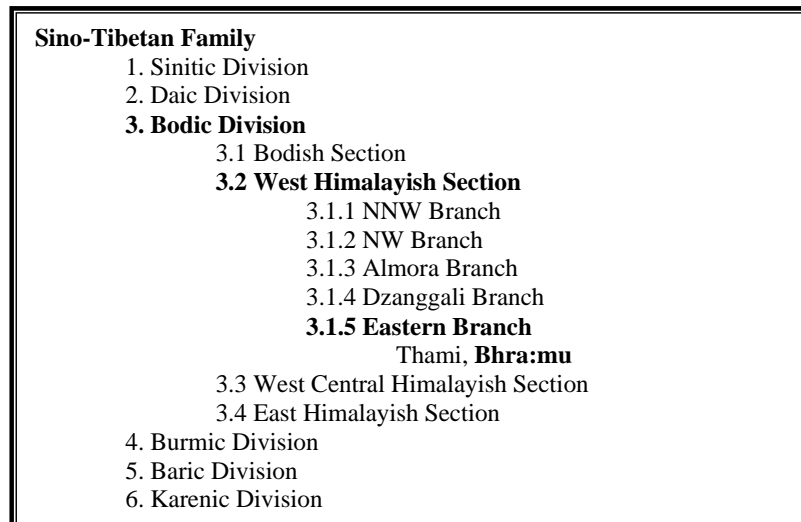 Sino-Tibetan Family
1. Sinitic Division
2. Daic Division
3. Bodic Division
3.1 Bodish Section
3.2 West Himalayish Section
3.1.1 NNW Branch
3.1.2 NW Branch
3.1.3 Almora Branch
3.1.4 Dzanggali Branch
3.1.5 Eastern Branch
Thami, Bhra:mu
3.3 West Central Himalayish Section
3.4 East Himalayish Section
4. Burmic Division
5. Baric Division
6. Karenic Division